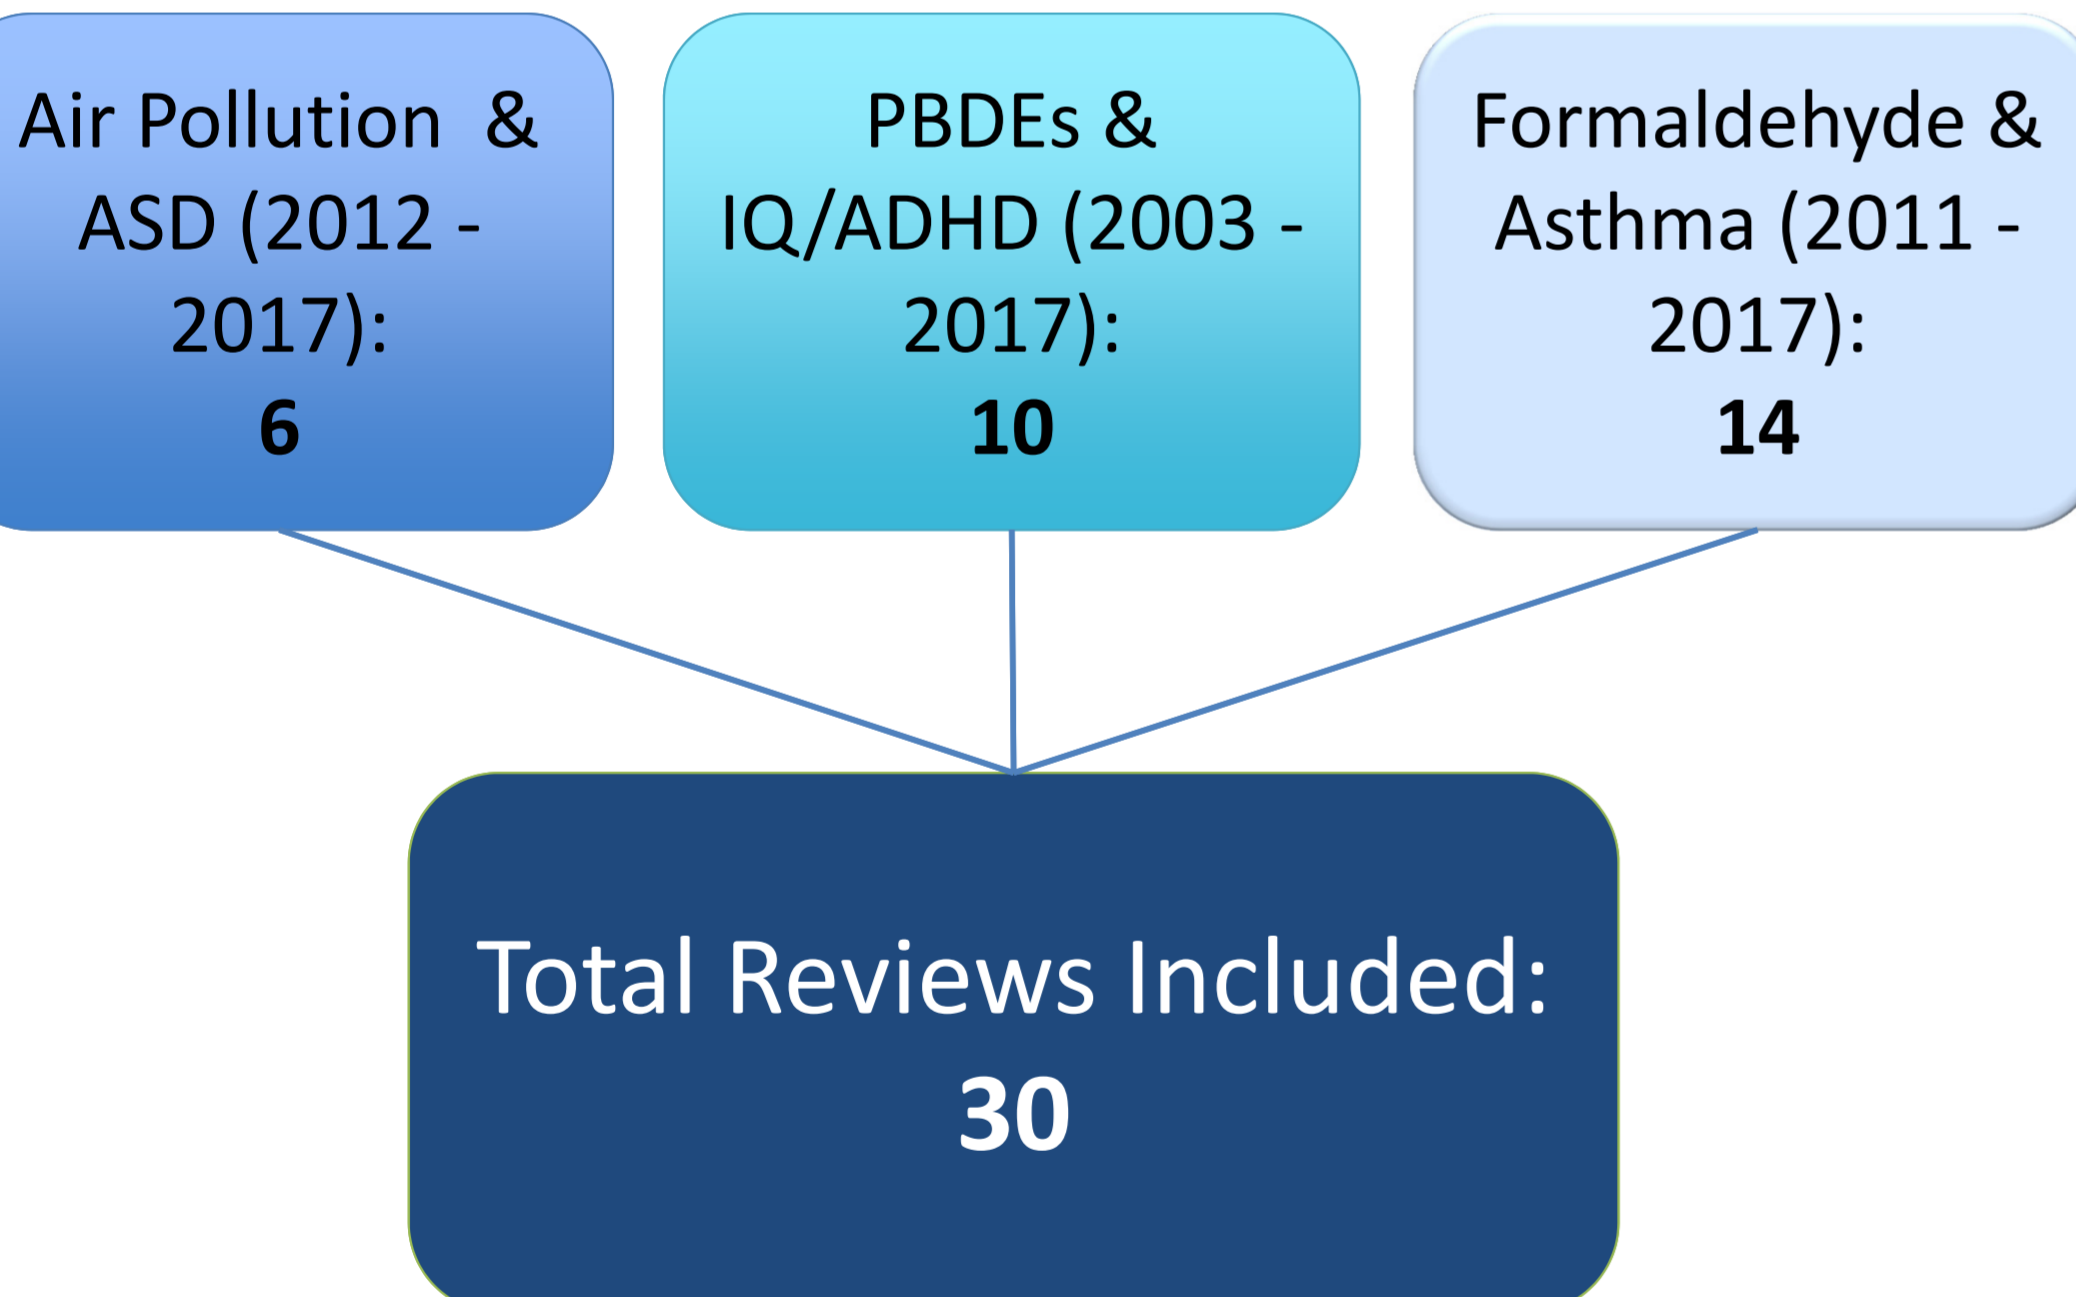 Air Pollution &
ASD (2012 -
2017):
6
PBDEs &
IQ/ADHD (2003 -
2017):
10
Formaldehyde &
Asthma (2011 -
2017):
14
Total Reviews Included:
30